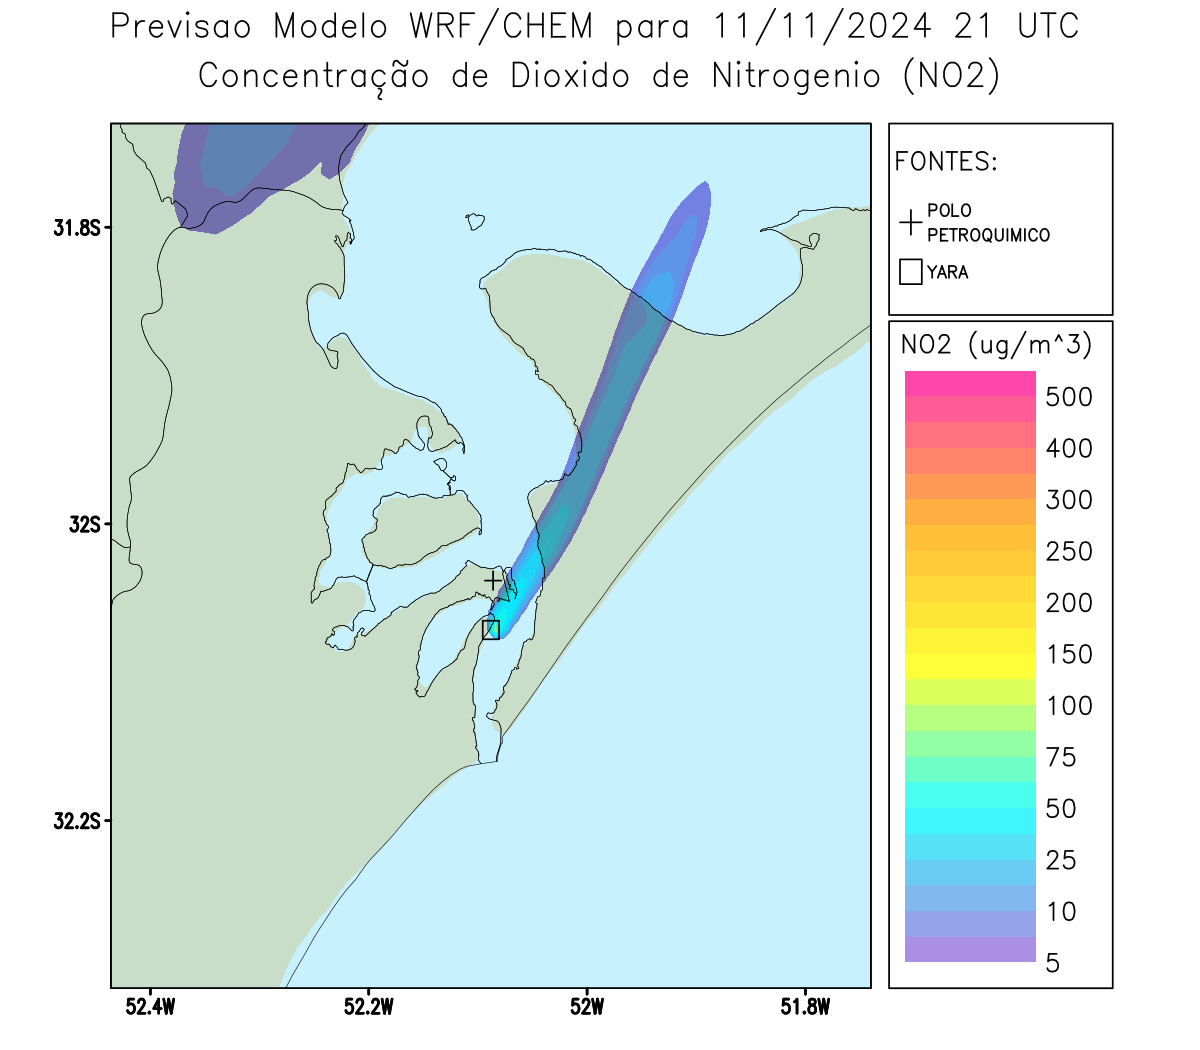 Previsao Modelo WRF/CHEM para 11/11/2024 21 UTC
Concentração de Dioxido de Nitrogenio (NO2)
FONTES:
POLO
PETROQUIMICO
YARA
NO2 (ug/m^3)
500
400
300
250
200
150
100
75
50
25
10
5
31.8S
32S
32.2S
52.4W
52.2W
52W
51.8W